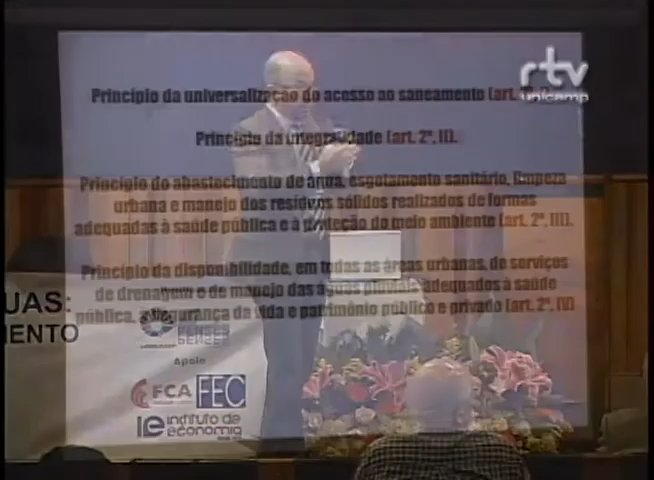 rtv
unicamp
Princípio da universalização do acesso ao saneamento (art.
Princípio da integralidade (art. 2º, II).
Princípio do abastecimento de água, esgotamento sanitário, limpeza
urbana e manejo dos resíduos sólidos realizados de formas
adequadas à saúde pública e à proteção do meio ambiente (art. 2º, III).
Princípio da disponibilidade, em todas as áreas urbanas, de serviços
de drenagem e de manejo das águas pluviais adequados à saúde
pública, à segurança da vida e patrimônio público e privado (art. 2º, IV)
UAS:
MENTO
Apoio
FCA
FEC
IE instituto de
economia